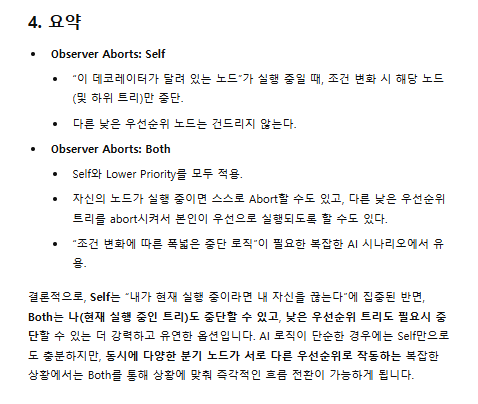 4. 요약
Observer Aborts: Self
"이 데코레이터가 달려 있는 노드"가 실행 중일 때, 조건 변화 시 해당 노드
(및 하위 트리)만 중단.
다른 낮은 우선순위 노드는 건드리지 않는다.
Observer Aborts: Both
Self와 Lower Priority를 모두 적용.
자신의 노드가 실행 중이면 스스로 Abort할 수도 있고, 다른 낮은 우선순위
트리를 abort시켜서 본인이 우선으로 실행되도록 할 수도 있다.
"조건 변화에 따른 폭넓은 중단 로직"이 필요한 복잡한 AI 시나리오에서 유
용.
결론적으로, Self는 "내가 현재 실행 중이라면 내 자신을 끊는다"에 집중된 반면,
Both는 나(현재 실행 중인 트리)도 중단할 수 있고, 낮은 우선순위 트리도 필요시 중
단할 수 있는 더 강력하고 유연한 옵션입니다. AI 로직이 단순한 경우에는 Self만으로
도 충분하지만, 동시에 다양한 분기 노드가 서로 다른 우선순위로 작동하는 복잡한
상황에서는 Both를 통해 상황에 맞춰 즉각적인 흐름 전환이 가능하게 됩니다.